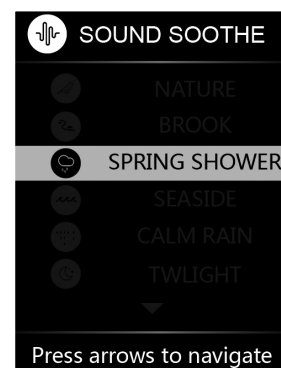 SOUND SOOTHE
NATURE
BROOK
SPRING SHOWER
SEASIDE
CALM RAIN
TWLIGHT
Press arrows to navigate